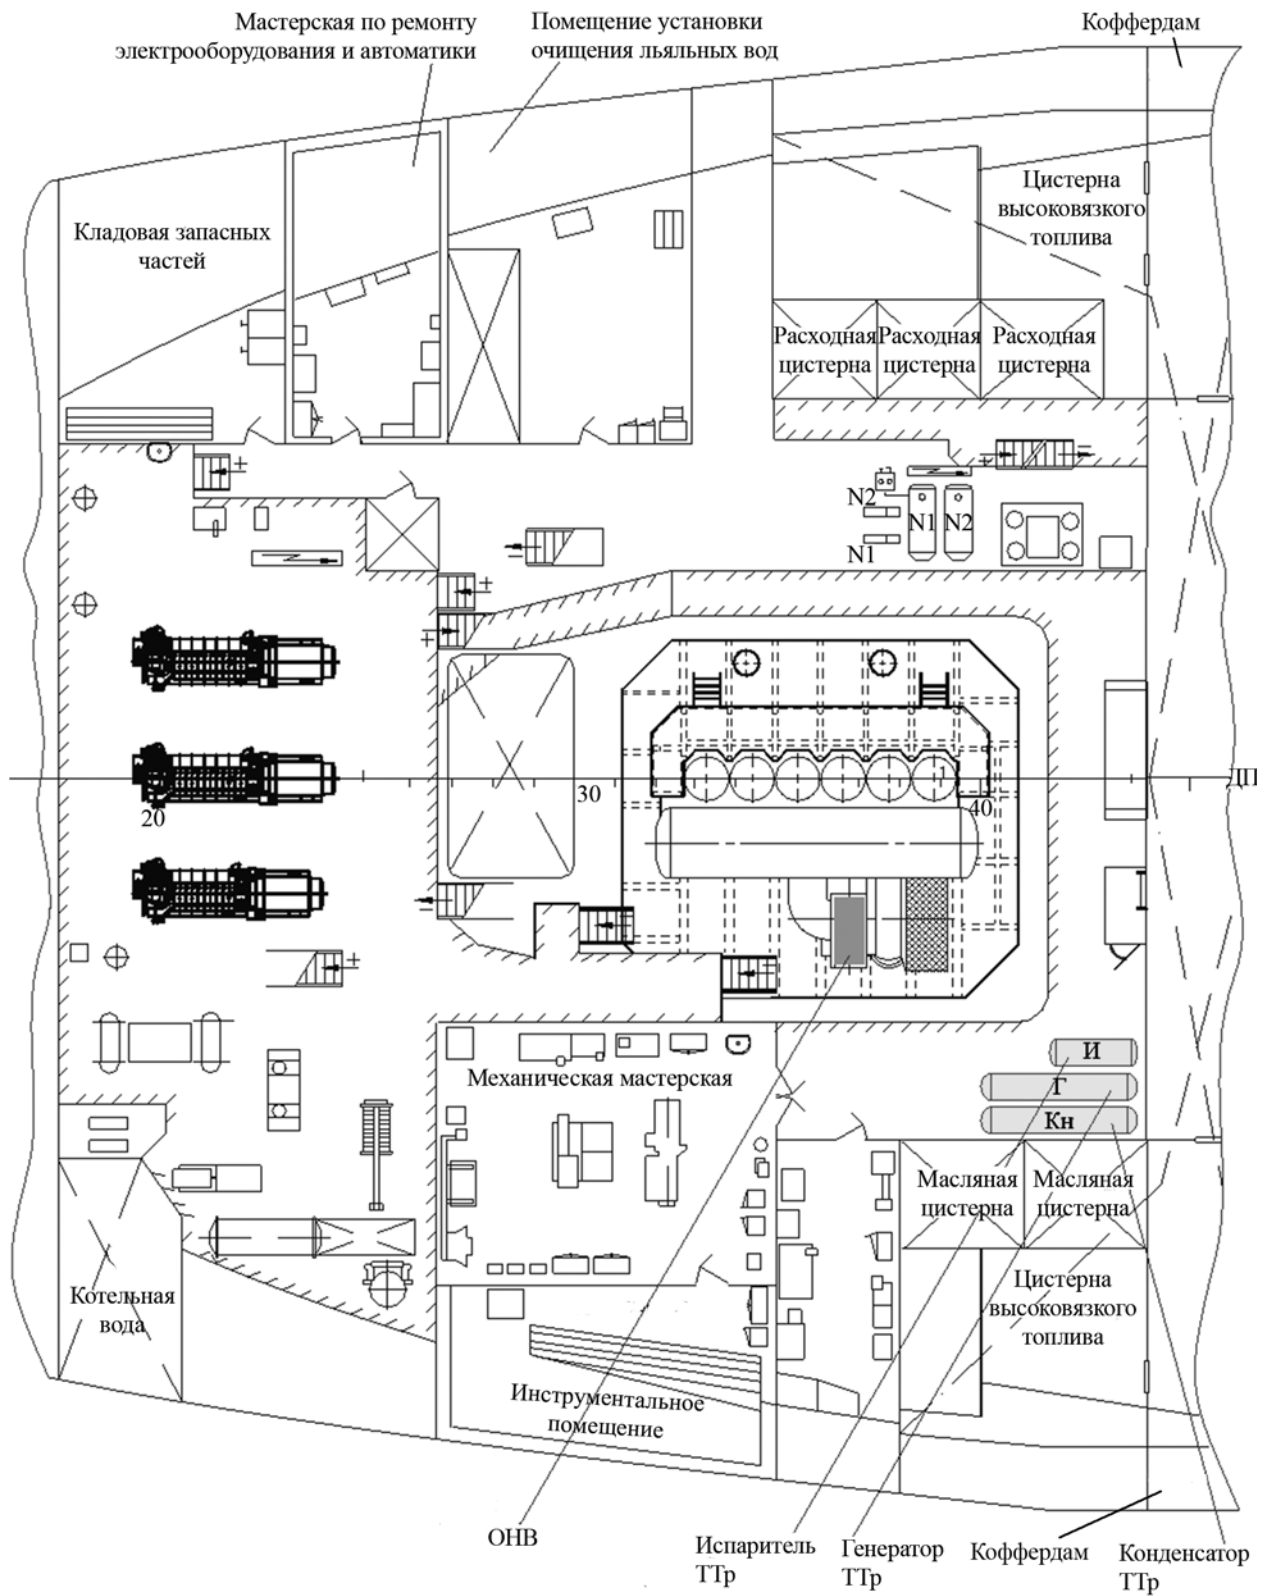 Мастерская по ремонту
электрооборудования и автоматики
Помещение установки
очищения льяльных вод
Коффердам
Кладовая запасных
частей
Цистерна
высоковязкого
топлива
Расходная
цистерна
Расходная
цистерна
Расходная
цистерна
N2
N1
N1
N2
20
30
1
40
ДП
И
Г
Кн
Механическая мастерская
Масляная
цистерна
Масляная
цистерна
Котельная
вода
Цистерна
высоковязкого
топлива
Инструментальное
помещение
ОНВ
Испаритель
ТТр
Генератор
ТТр
Коффердам
Конденсатор
ТТр